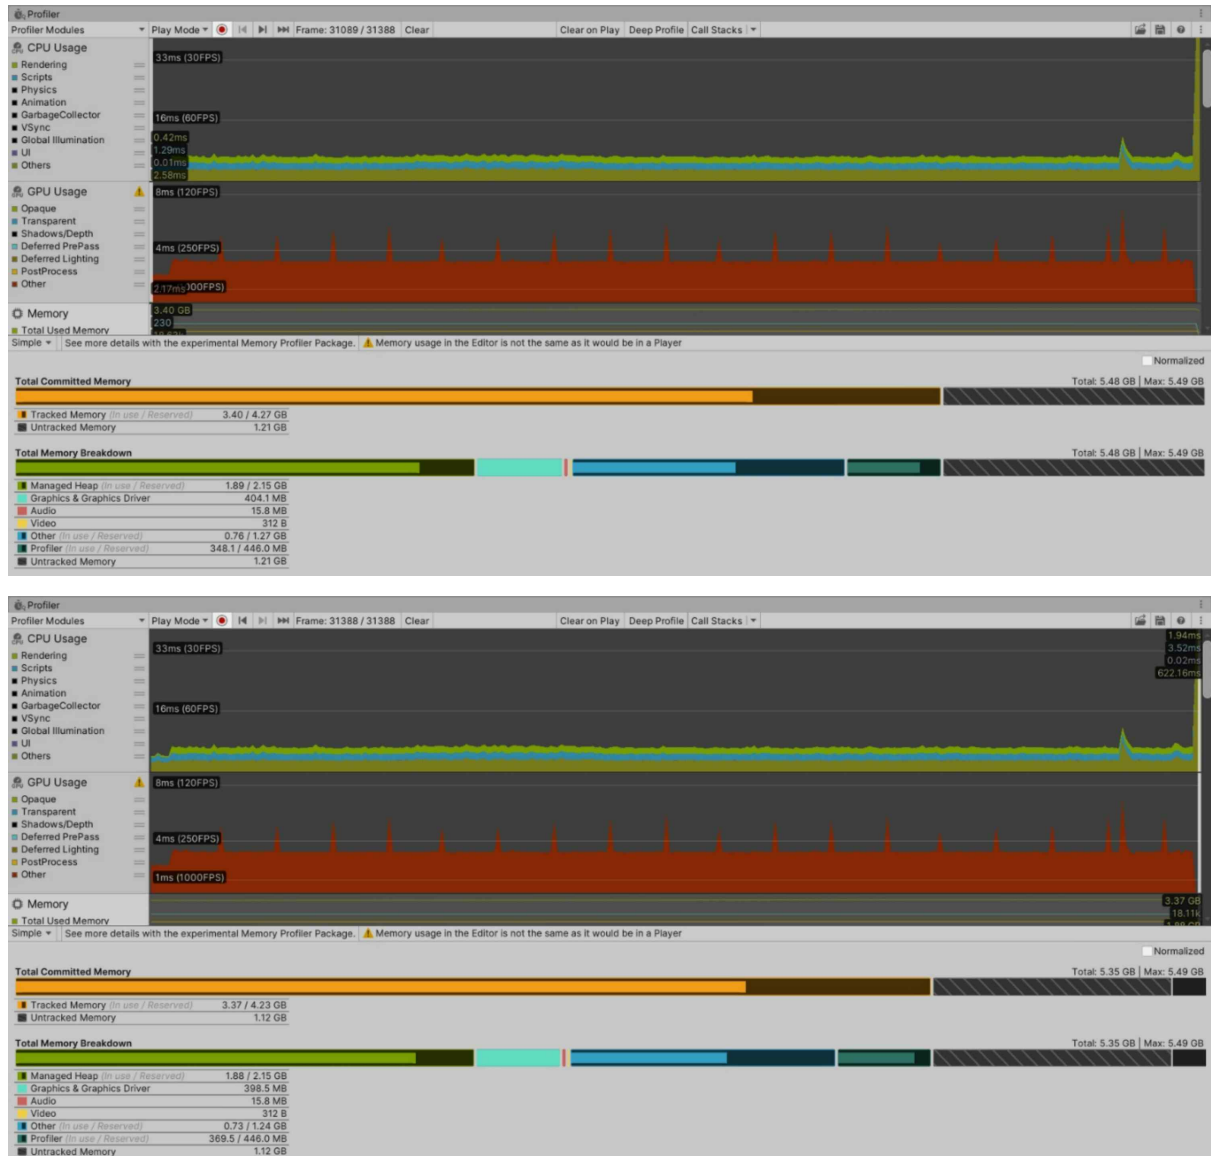 Profiler
Profiler Modules Play Mode Frame: 31089 / 31388 Clear Clear on Play Deep Profile Call Stacks
CPU Usage
Rendering
Scripts
Physics
Animation
GarbageCollector
VSync
Global Illumination
UI
Others
33ms (30FPS)
16ms (60FPS)
0.42ms
1.29ms
0.01ms
2.58ms
GPU Usage
Opaque
Transparent
Shadows/Depth
Deferred PrePass
Deferred Lighting
PostProcess
Other
8ms (120FPS)
4ms (250FPS)
2.17ms
Memory
Total Used Memory
3.40 GB
230
Simple See more details with the experimental Memory Profiler Package. Memory usage in the Editor is not the same as it would be in a Player
Normalized
Total Committed Memory Total: 5.48 GB | Max: 5.49 GB
Tracked Memory (In use / Reserved) 3.40 / 4.27 GB
Untracked Memory 1.21 GB
Total Memory Breakdown Total: 5.48 GB | Max: 5.49 GB
Managed Heap (In use / Reserved) 1.89 / 2.15 GB
Graphics & Graphics Driver 404.1 MB
Audio 15.8 MB
Video 312 B
Other (In use / Reserved) 0.76 / 1.27 GB
Profiler (In use / Reserved) 348.1 / 446.0 MB
Untracked Memory 1.21 GB
Profiler
Profiler Modules Play Mode Frame: 31388 / 31388 Clear Clear on Play Deep Profile Call Stacks
CPU Usage
Rendering
Scripts
Physics
Animation
GarbageCollector
VSync
Global Illumination
UI
Others
33ms (30FPS)
16ms (60FPS)
1.94ms
3.52ms
0.02ms
622.16ms
GPU Usage
Opaque
Transparent
Shadows/Depth
Deferred PrePass
Deferred Lighting
PostProcess
Other
8ms (120FPS)
4ms (250FPS)
1ms (1000FPS)
Memory
Total Used Memory
3.37 GB
18.11k
Simple See more details with the experimental Memory Profiler Package. Memory usage in the Editor is not the same as it would be in a Player
Normalized
Total Committed Memory Total: 5.35 GB | Max: 5.49 GB
Tracked Memory (In use / Reserved) 3.37 / 4.23 GB
Untracked Memory 1.12 GB
Total Memory Breakdown Total: 5.35 GB | Max: 5.49 GB
Managed Heap (In use / Reserved) 1.88 / 2.15 GB
Graphics & Graphics Driver 398.5 MB
Audio 15.8 MB
Video 312 B
Other (In use / Reserved) 0.73 / 1.24 GB
Profiler (In use / Reserved) 369.5 / 446.0 MB
Untracked Memory 1.12 GB